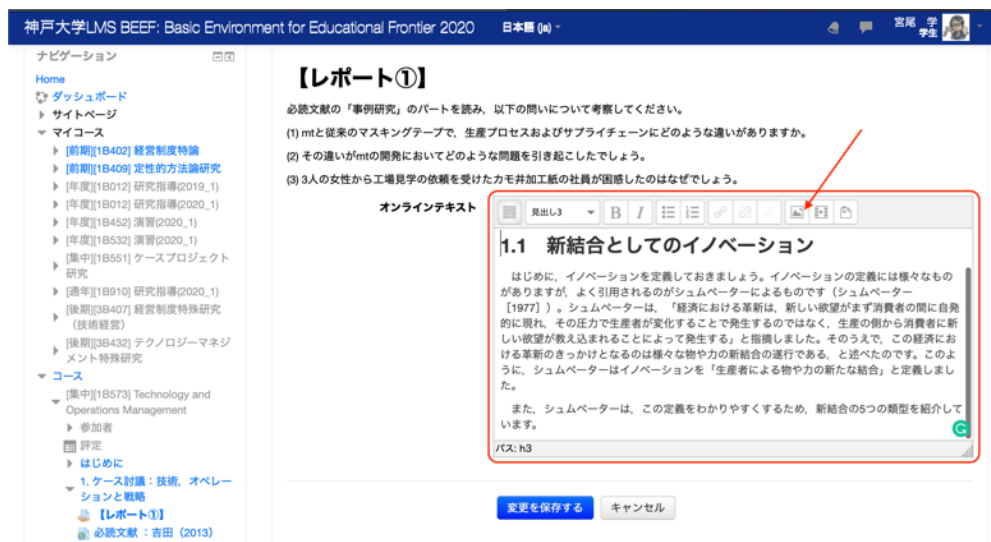 神戸大学LMS BEEF: Basic Environment for Educational Frontier 2020 日本語 (ja)
宮尾 学
学生
ナビゲーション
Home
ダッシュボード
サイトページ
マイコース
[前期][1B402] 経営制度特論
[前期][1B409] 定性的方法論研究
[年度][1B012] 研究指導(2019_1)
[年度][1B012] 研究指導(2020_1)
[年度][1B452] 演習(2020_1)
[年度][1B532] 演習(2020_1)
[集中][1B551] ケースプロジェクト
研究
[通年][1B910] 研究指導(2020_1)
[後期][3B407] 経営制度特殊研究
(技術経営)
[後期][3B432] テクノロジーマネジ
メント特殊研究
コース
[集中][1B573] Technology and
Operations Management
参加者
評定
はじめに
1. ケース討議：技術，オペレー
ションと戦略
【レポート①】
必読文献 ：吉田（2013）
【レポート①】
必読文献の「事例研究」のパートを読み，以下の問いについて考察してください。
(1) mtと従来のマスキングテープで，生産プロセスおよびサプライチェーンにどのような違いがありますか。
(2) その違いがmtの開発においてどのような問題を引き起こしたでしょう。
(3) 3人の女性から工場見学の依頼を受けたカモ井加工紙の社員が困惑したのはなぜでしょう。
オンラインテキスト
見出し3 B I
1.1 新結合としてのイノベーション
はじめに，イノベーションを定義しておきましょう。イノベーションの定義には様々なもの
がありますが，よく引用されるのがシュムペーターによるものです（シュムペーター
［1977］）。シュムペーターは，「経済における革新は，新しい欲望がまず消費者の間に自発
的に現れ，その圧力で生産者が変化することで発生するのではなく，生産の側から消費者に新
しい欲望が教え込まれることによって発生する」と指摘しました。そのうえで，この経済にお
ける革新のきっかけとなるのは様々な物や力の新結合の遂行である，と述べたのです。このよ
うに，シュムペーターはイノベーションを「生産者による物や力の新たな結合」と定義しまし
た。
また，シュムペーターは，この定義をわかりやすくするため，新結合の5つの類型を紹介して
います。
パス: h3
変更を保存する キャンセル